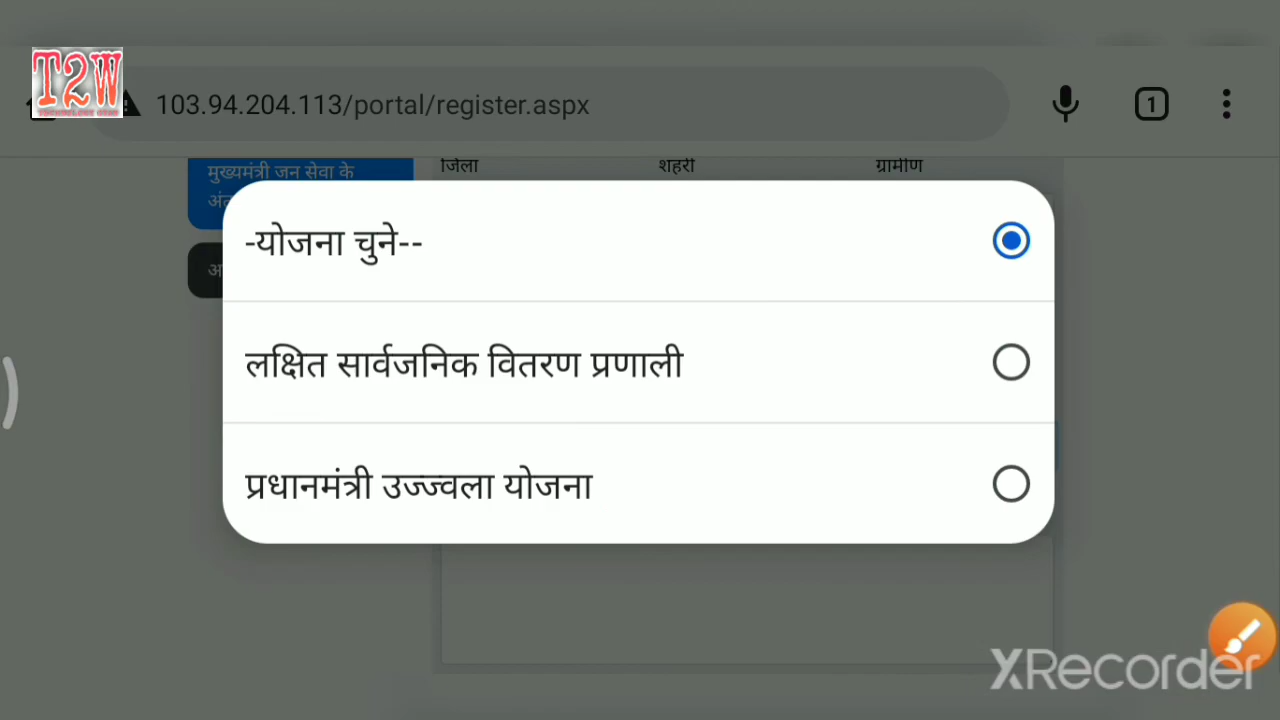 T2W
103.94.204.113/portal/register.aspx
1
मुख्यमंत्री जन सेवा के
जिला
शहरी
ग्रामीण
-योजना चुने--
लक्षित सार्वजनिक वितरण प्रणाली
प्रधानमंत्री उज्ज्वला योजना
XRecorder